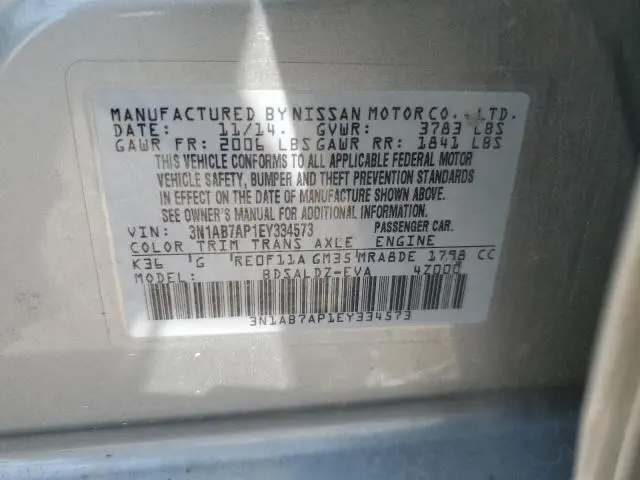 MANUFACTURED BY NISSAN MOTOR CO., LTD.
DATE: 11/14. GVWR: 3783 LBS
GAWR FR: 2006 LBS GAWR RR: 1841 LBS
THIS VEHICLE CONFORMS TO ALL APPLICABLE FEDERAL MOTOR
VEHICLE SAFETY, BUMPER AND THEFT PREVENTION STANDARDS
IN EFFECT ON THE DATE OF MANUFACTURE SHOWN ABOVE.
SEE OWNER'S MANUAL FOR ADDITIONAL INFORMATION.
VIN: 3N1AB7AP1EY334573 PASSENGER CAR.
COLOR TRIM TRANS AXLE ENGINE
K36 G RE0F11A GM35 MRA8DE 1798 CC
MODEL: BDSALDZ-EVA 4Z000
3N1AB7AP1EY334573